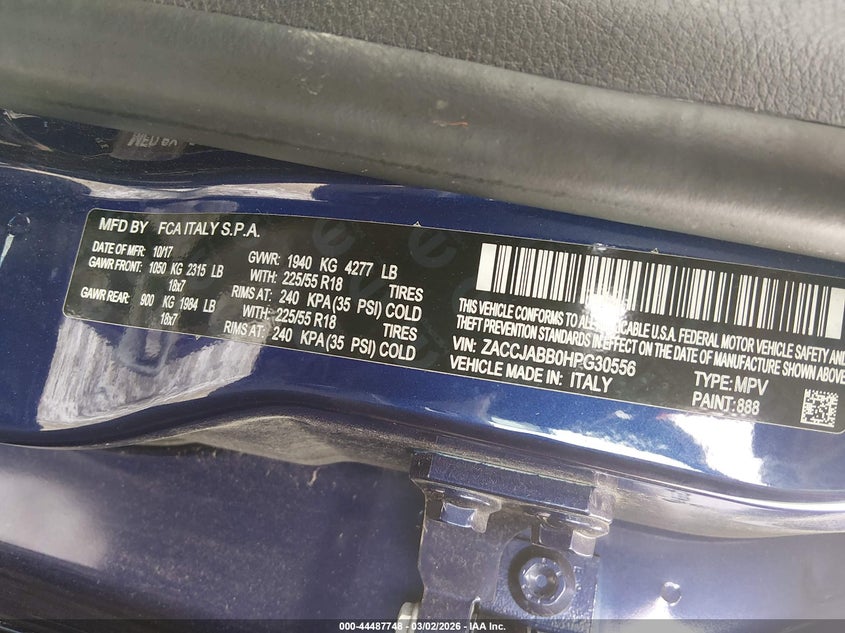 MFD BY FCA ITALY S.P.A.
DATE OF MFR: 10/17 GVWR: 1940 KG 4277 LB
GAWR FRONT: 1050 KG 2315 LB WITH: 225/55 R18 TIRES
18x7 RIMS AT: 240 KPA(35 PSI) COLD
GAWR REAR: 900 KG 1984 LB WITH: 225/55 R18 TIRES
18x7 RIMS AT: 240 KPA(35 PSI) COLD
THIS VEHICLE CONFORMS TO ALL APPLICABLE U.S.A. FEDERAL MOTOR VEHICLE SAFETY AND
THEFT PREVENTION STANDARDS IN EFFECT ON THE DATE OF MANUFACTURE SHOWN ABOVE
VIN: ZACCJABB0HPG30556 TYPE: MPV
VEHICLE MADE IN: ITALY PAINT:888
000-44487748 - 03/02/2026 - IAA Inc.